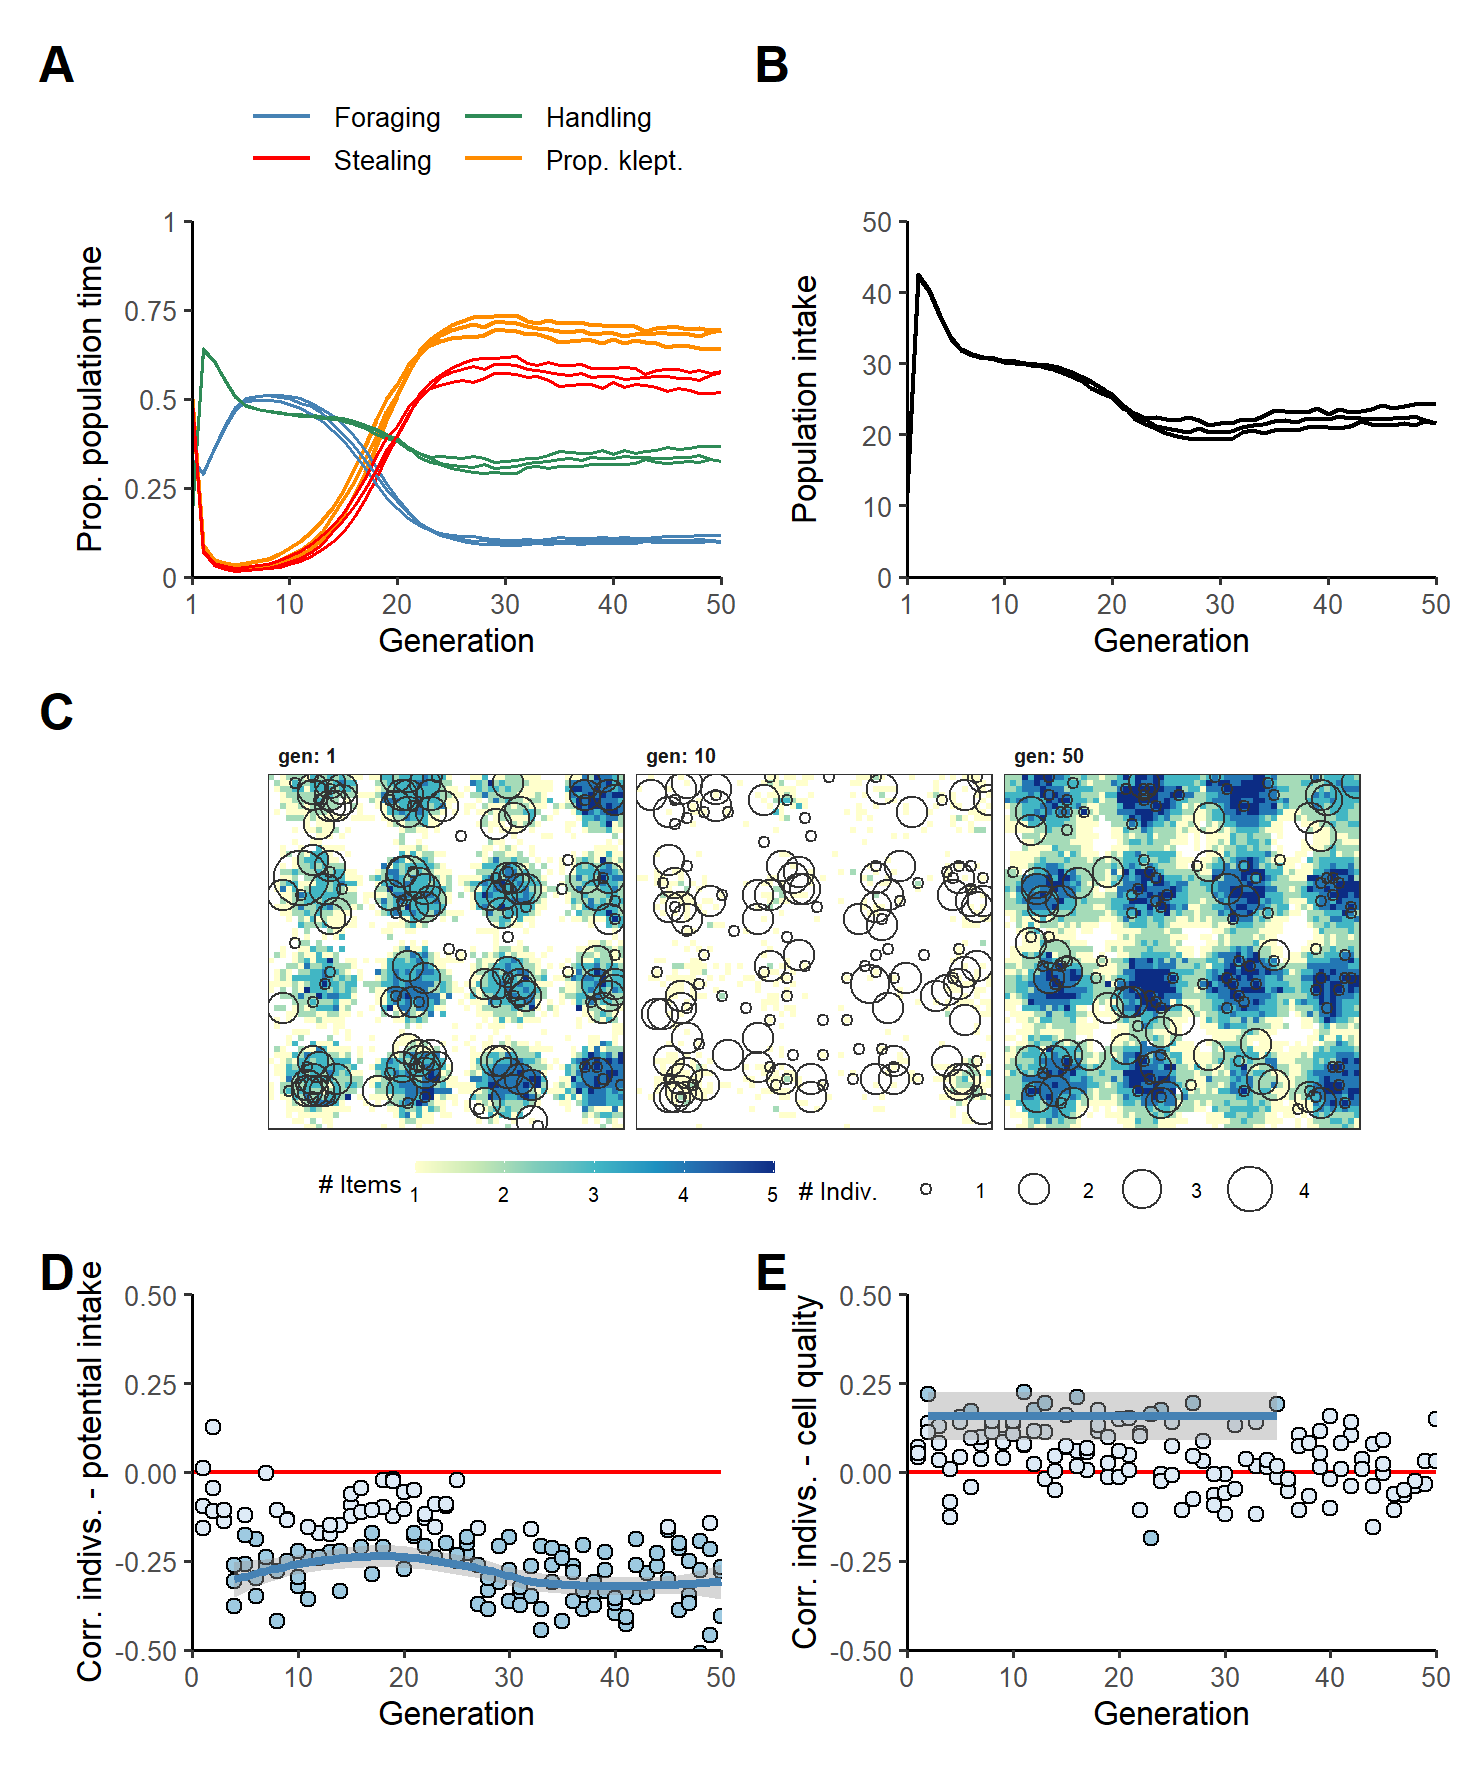 A
B
Foraging
Handling
Stealing
Prop. klept.
Prop. population time
1
0.75
0.5
0.25
0
1
10
20
30
40
50
Generation
Population intake
50
40
30
20
10
0
1
10
20
30
40
50
Generation
C
gen: 1
gen: 10
gen: 50
# Items
1
2
3
4
5
# Indiv.
1
2
3
4
D
Corr. indivs. - potential intake
0.50
0.25
0.00
-0.25
-0.50
0
10
20
30
40
50
Generation
E
Corr. indivs. - cell quality
0.50
0.25
0.00
-0.25
-0.50
0
10
20
30
40
50
Generation